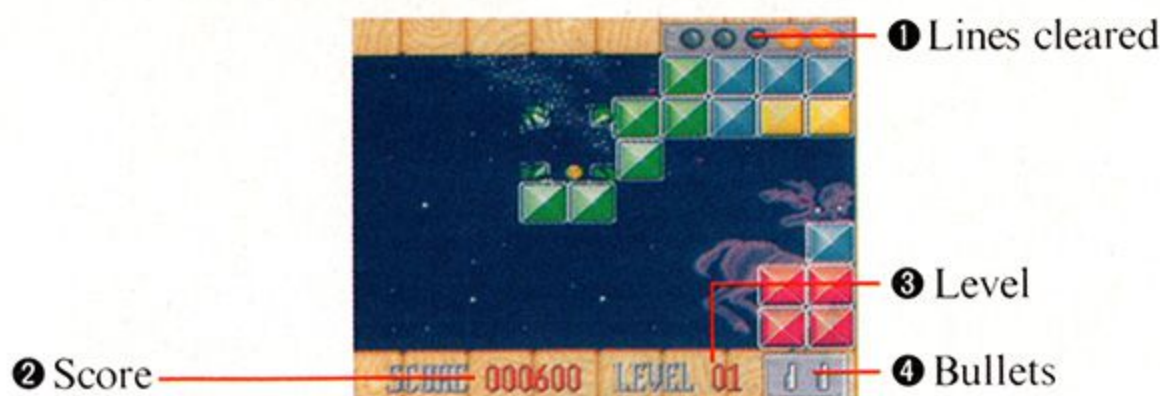 ❶ Lines cleared
❸ Level
❷ Score
SCORE 000600 LEVEL 01
❹ Bullets